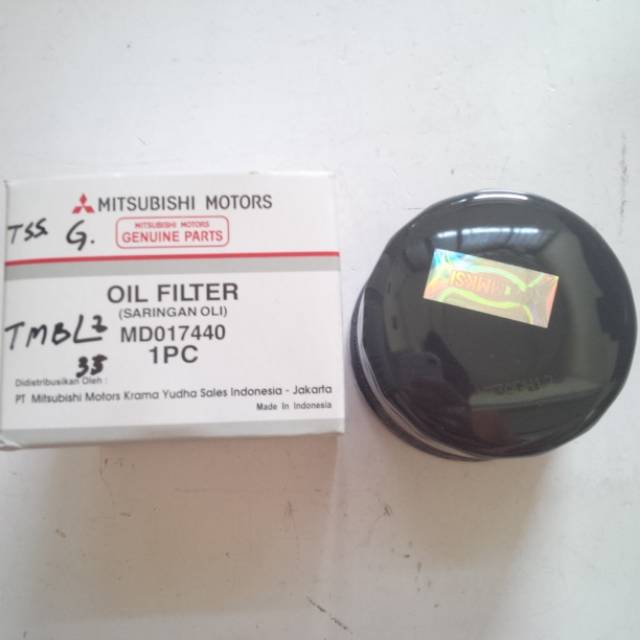 MITSUBISHI MOTORS
TSS G.
MITSUBISHI MOTORS
GENUINE PARTS
OIL FILTER
(SARINGAN OLI)
MD017440
1PC
Didistribusikan Oleh :
PT Mitsubishi Motors Krama Yudha Sales Indonesia - Jakarta
Made In Indonesia
33